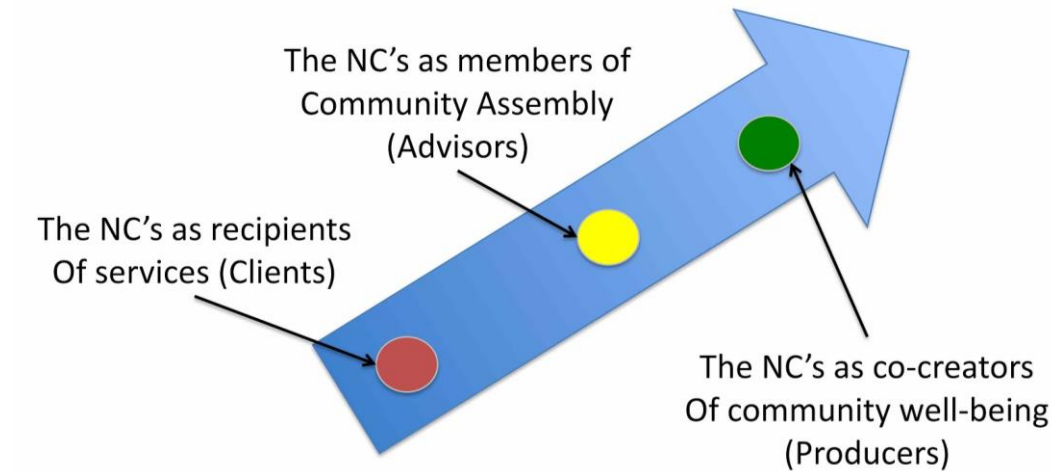 The NC’s as members of
Community Assembly
(Advisors)
The NC’s as recipients
Of services (Clients)
The NC’s as co-creators
Of community well-being
(Producers)